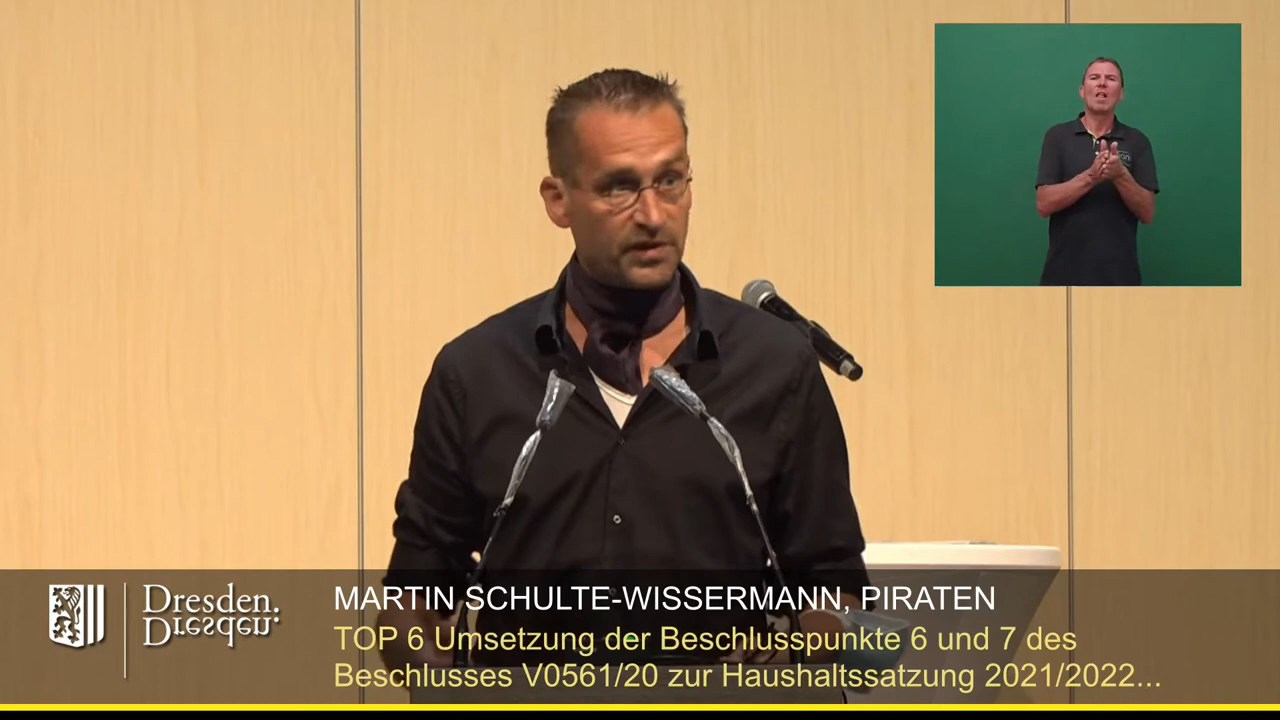 Dresden.
Dresden.
MARTIN SCHULTE-WISSERMANN, PIRATEN
TOP 6 Umsetzung der Beschlusspunkte 6 und 7 des
Beschlusses V0561/20 zur Haushaltssatzung 2021/2022...